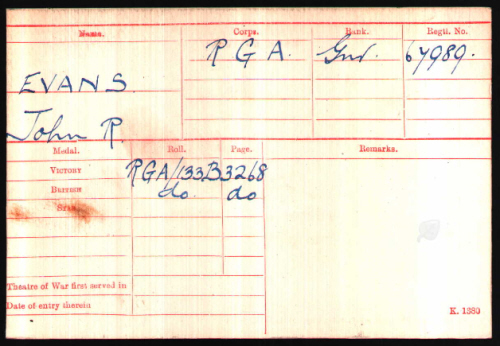 Name. Corps. Rank. Regtl. No.
R G A. Gnr. 67989.
EVANS
John R.
Medal. Roll. Page. Remarks.
VICTORY RGA/133B 3268
BRITISH do do
STAR
Theatre of War first served in
Date of entry therein
K. 1380